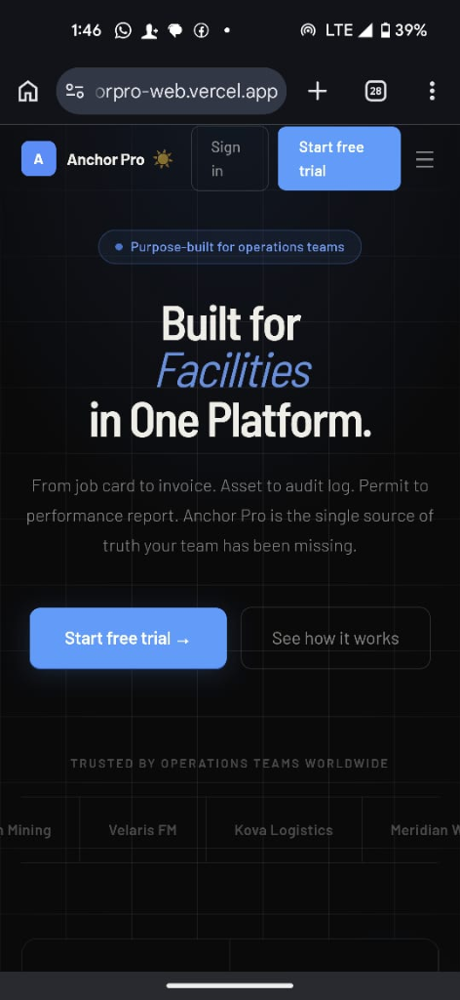 1:46
LTE
39%
orpro-web.vercel.app
28
A
Anchor Pro
Sign
in
Start free
trial
Purpose-built for operations teams
Built for
Facilities
in One Platform.
From job card to invoice. Asset to audit log. Permit to
performance report. Anchor Pro is the single source of
truth your team has been missing.
Start free trial →
See how it works
TRUSTED BY OPERATIONS TEAMS WORLDWIDE
Mining Velaris FM Kova Logistics Meridian